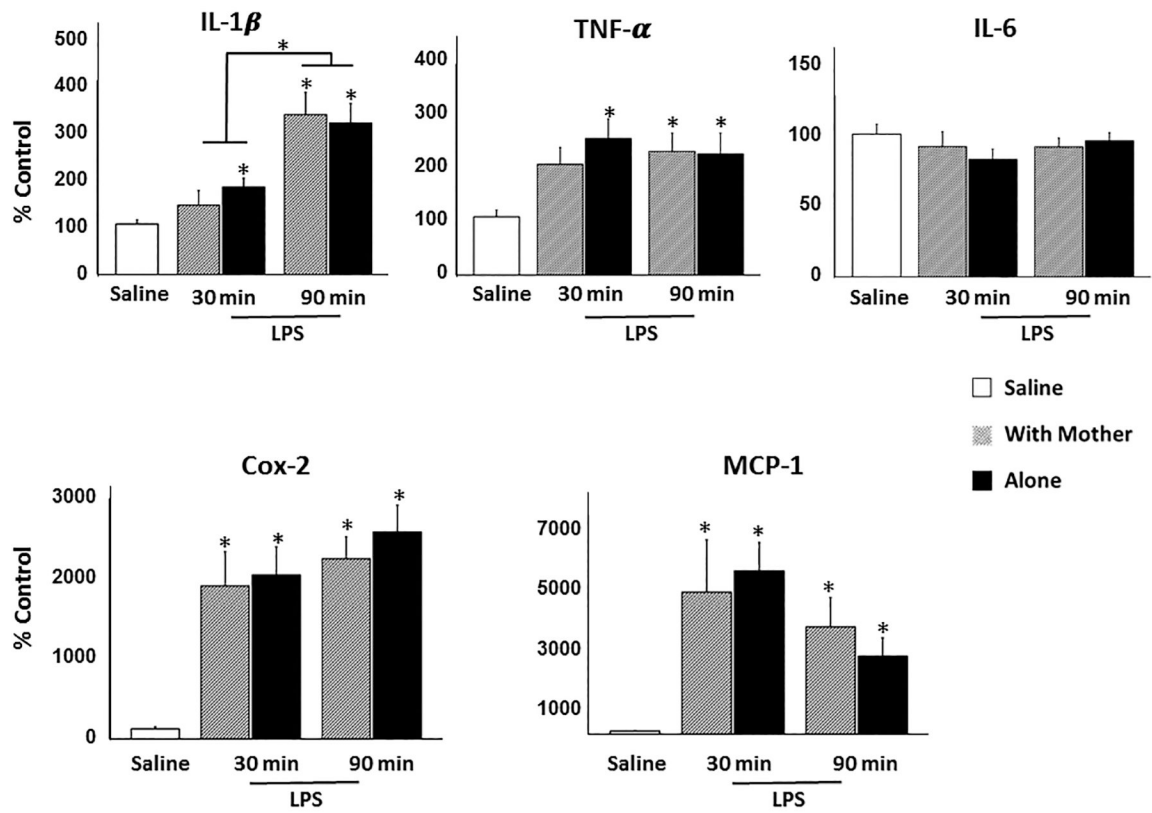 IL-1β
500
400
300
200
100
0
% Control
*
*
*
*
Saline
30 min
90 min
LPS
TNF-α
400
300
200
100
0
*
*
*
Saline
30 min
90 min
LPS
IL-6
150
100
50
0
Saline
30 min
90 min
LPS
Saline
With Mother
Alone
Cox-2
3000
2000
1000
0
% Control
*
*
*
*
Saline
30 min
90 min
LPS
MCP-1
7000
5000
3000
1000
*
*
*
*
Saline
30 min
90 min
LPS